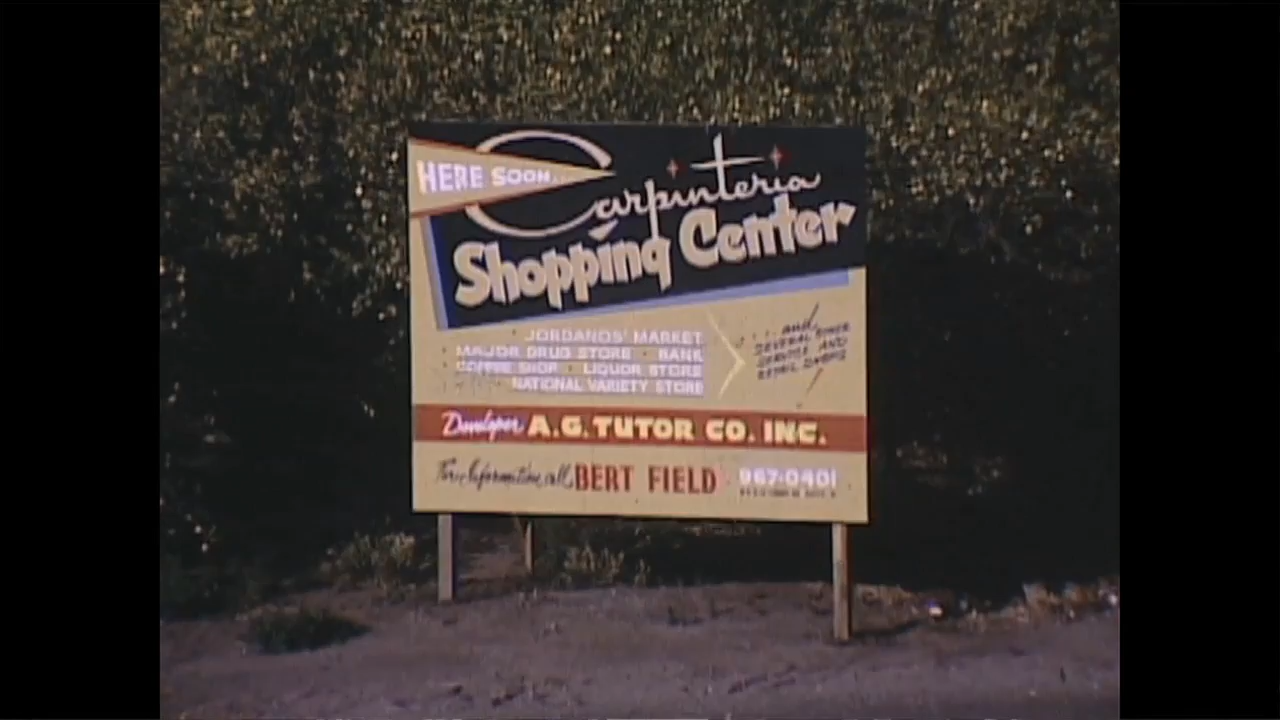 HERE SOON...
Carpinteria
Shopping Center
JORDANOS' MARKET
MAJOR DRUG STORE · BANK
COFFEE SHOP · LIQUOR STORE
NATIONAL VARIETY STORE
... and
SEVERAL OTHER
SERVICE AND
RETAIL SHOPS
Developer A.G. TUTOR CO. INC.
For Information, call BERT FIELD 967-0401